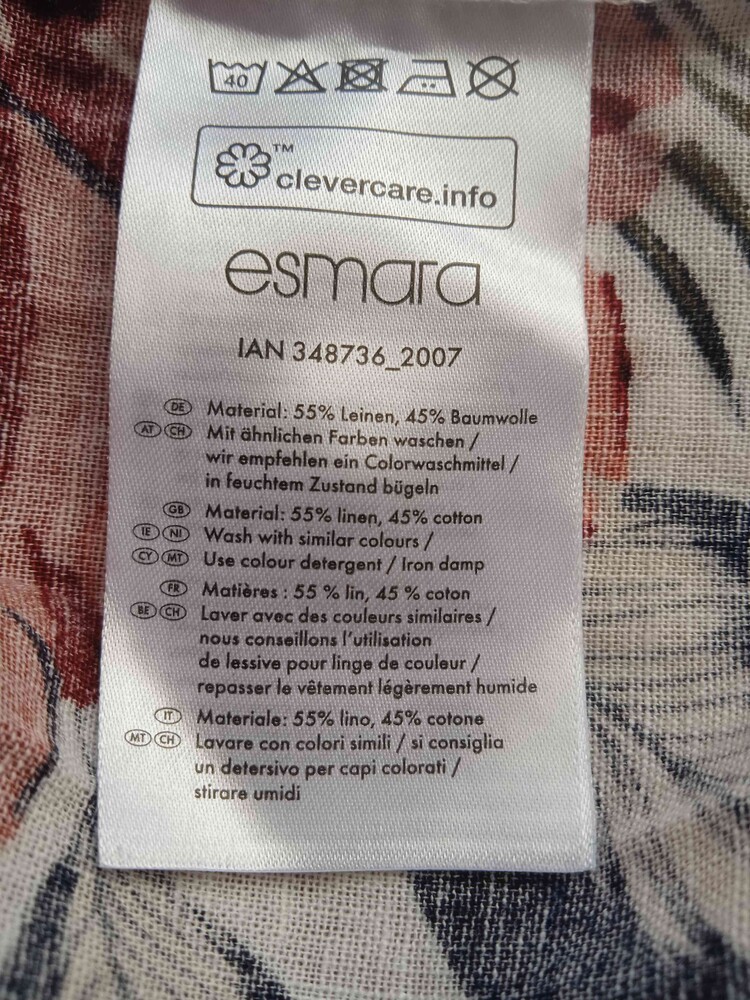 40
™
clevercare.info
esmara
IAN 348736_2007
DE Material: 55% Leinen, 45% Baumwolle
AT CH Mit ähnlichen Farben waschen /
wir empfehlen ein Colorwaschmittel /
in feuchtem Zustand bügeln
GB Material: 55% linen, 45% cotton
IE NI Wash with similar colours /
CY MT Use colour detergent / Iron damp
FR Matières : 55 % lin, 45 % coton
BE CH Laver avec des couleurs similaires /
nous conseillons l'utilisation
de lessive pour linge de couleur /
repasser le vêtement légèrement humide
IT Materiale: 55% lino, 45% cotone
MT CH Lavare con colori simili / si consiglia
un detersivo per capi colorati /
stirare umidi